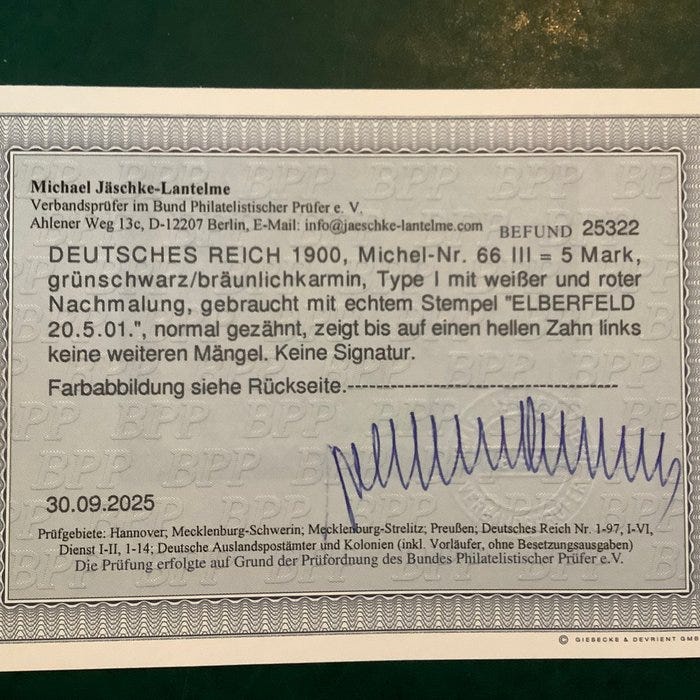 Michael Jäschke-Lantelme
Verbandsprüfer im Bund Philatelistischer Prüfer e. V.
Ahlener Weg 13c, D-12207 Berlin, E-Mail: info@jaeschke-lantelme.com BEFUND 25322
DEUTSCHES REICH 1900, Michel-Nr. 66 III = 5 Mark,
grünschwarz/bräunlichkarmin, Type I mit weißer und roter
Nachmalung, gebraucht mit echtem Stempel "ELBERFELD
20.5.01.", normal gezähnt, zeigt bis auf einen hellen Zahn links
keine weiteren Mängel. Keine Signatur.
Farbabbildung siehe Rückseite.-----------------------------------------
30.09.2025
Prüfgebiete: Hannover; Mecklenburg-Schwerin; Mecklenburg-Strelitz; Preußen; Deutsches Reich Nr. 1-97, I-VI,
Dienst I-II, 1-14; Deutsche Auslandspostämter und Kolonien (inkl. Vorläufer, ohne Besetzungsausgaben)
Die Prüfung erfolgte auf Grund der Prüfordnung des Bundes Philatelistischer Prüfer e.V.
© GIESECKE & DEVRIENT GMB